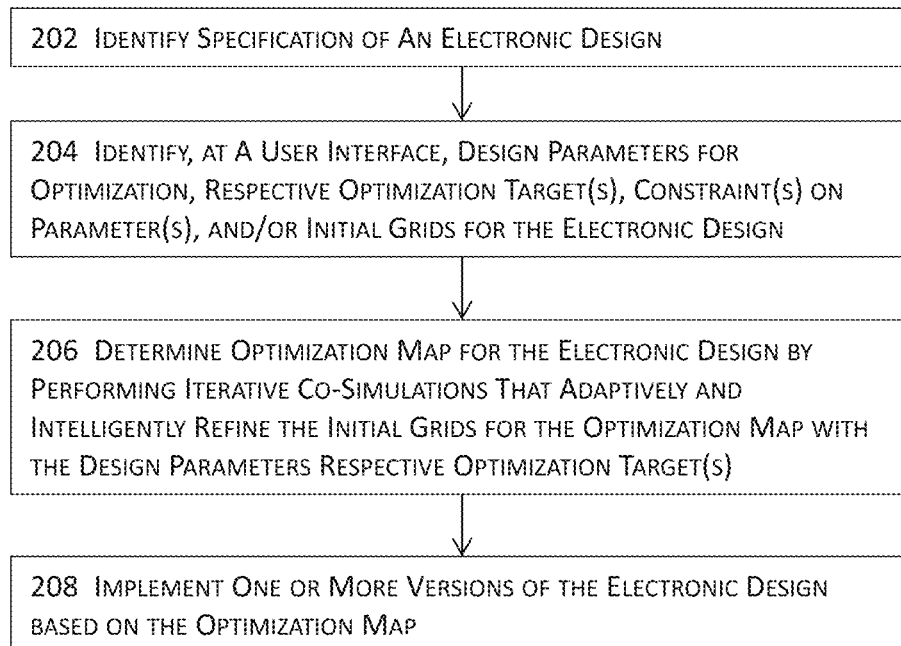 202 IDENTIFY SPECIFICATION OF AN ELECTRONIC DESIGN
204 IDENTIFY, AT A USER INTERFACE, DESIGN PARAMETERS FOR
OPTIMIZATION, RESPECTIVE OPTIMIZATION TARGET(S), CONSTRAINT(S) ON
PARAMETER(S), AND/OR INITIAL GRIDS FOR THE ELECTRONIC DESIGN
206 DETERMINE OPTIMIZATION MAP FOR THE ELECTRONIC DESIGN BY
PERFORMING ITERATIVE CO-SIMULATIONS THAT ADAPTIVELY AND
INTELLIGENTLY REFINE THE INITIAL GRIDS FOR THE OPTIMIZATION MAP WITH
THE DESIGN PARAMETERS RESPECTIVE OPTIMIZATION TARGET(S)
208 IMPLEMENT ONE OR MORE VERSIONS OF THE ELECTRONIC DESIGN
BASED ON THE OPTIMIZATION MAP